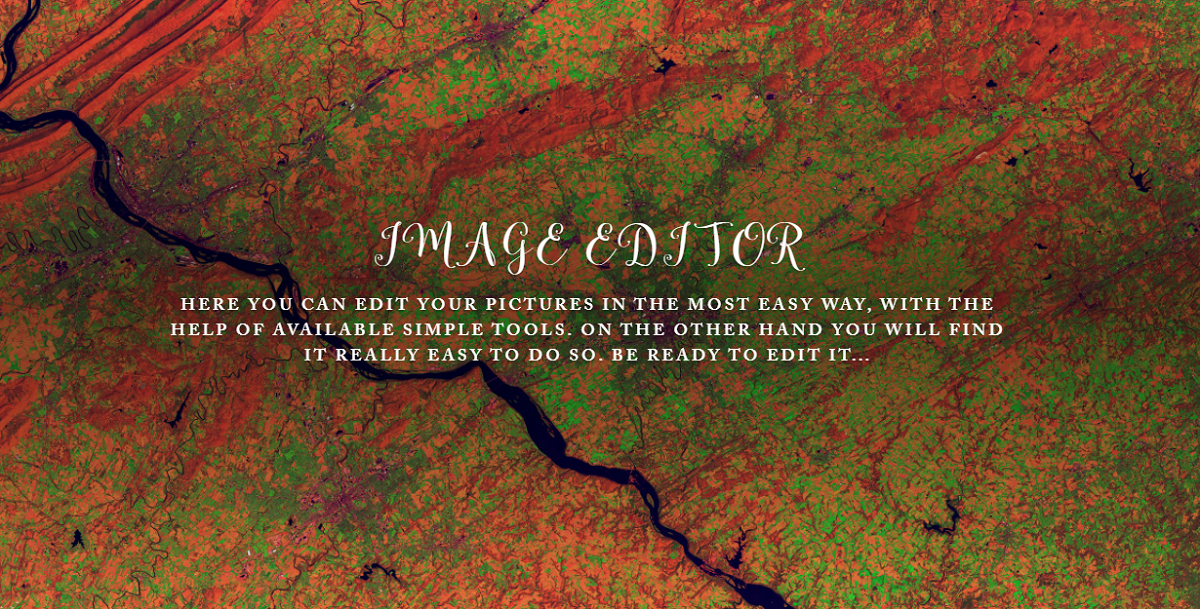 IMAGE EDITOR
HERE YOU CAN EDIT YOUR PICTURES IN THE MOST EASY WAY, WITH THE
HELP OF AVAILABLE SIMPLE TOOLS. ON THE OTHER HAND YOU WILL FIND
IT REALLY EASY TO DO SO. BE READY TO EDIT IT...